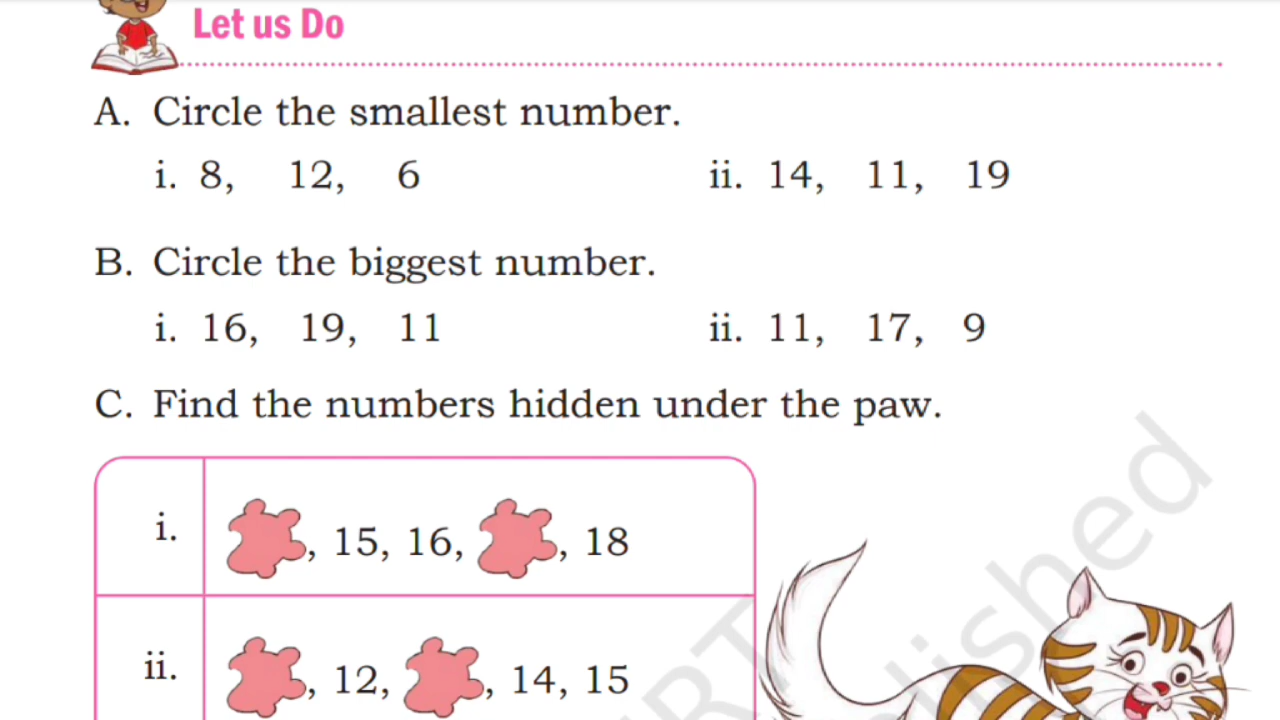 Let us Do
A. Circle the smallest number.
i. 8, 12, 6 ii. 14, 11, 19
B. Circle the biggest number.
i. 16, 19, 11 ii. 11, 17, 9
C. Find the numbers hidden under the paw.
i. , 15, 16, , 18
ii. , 12, , 14, 15